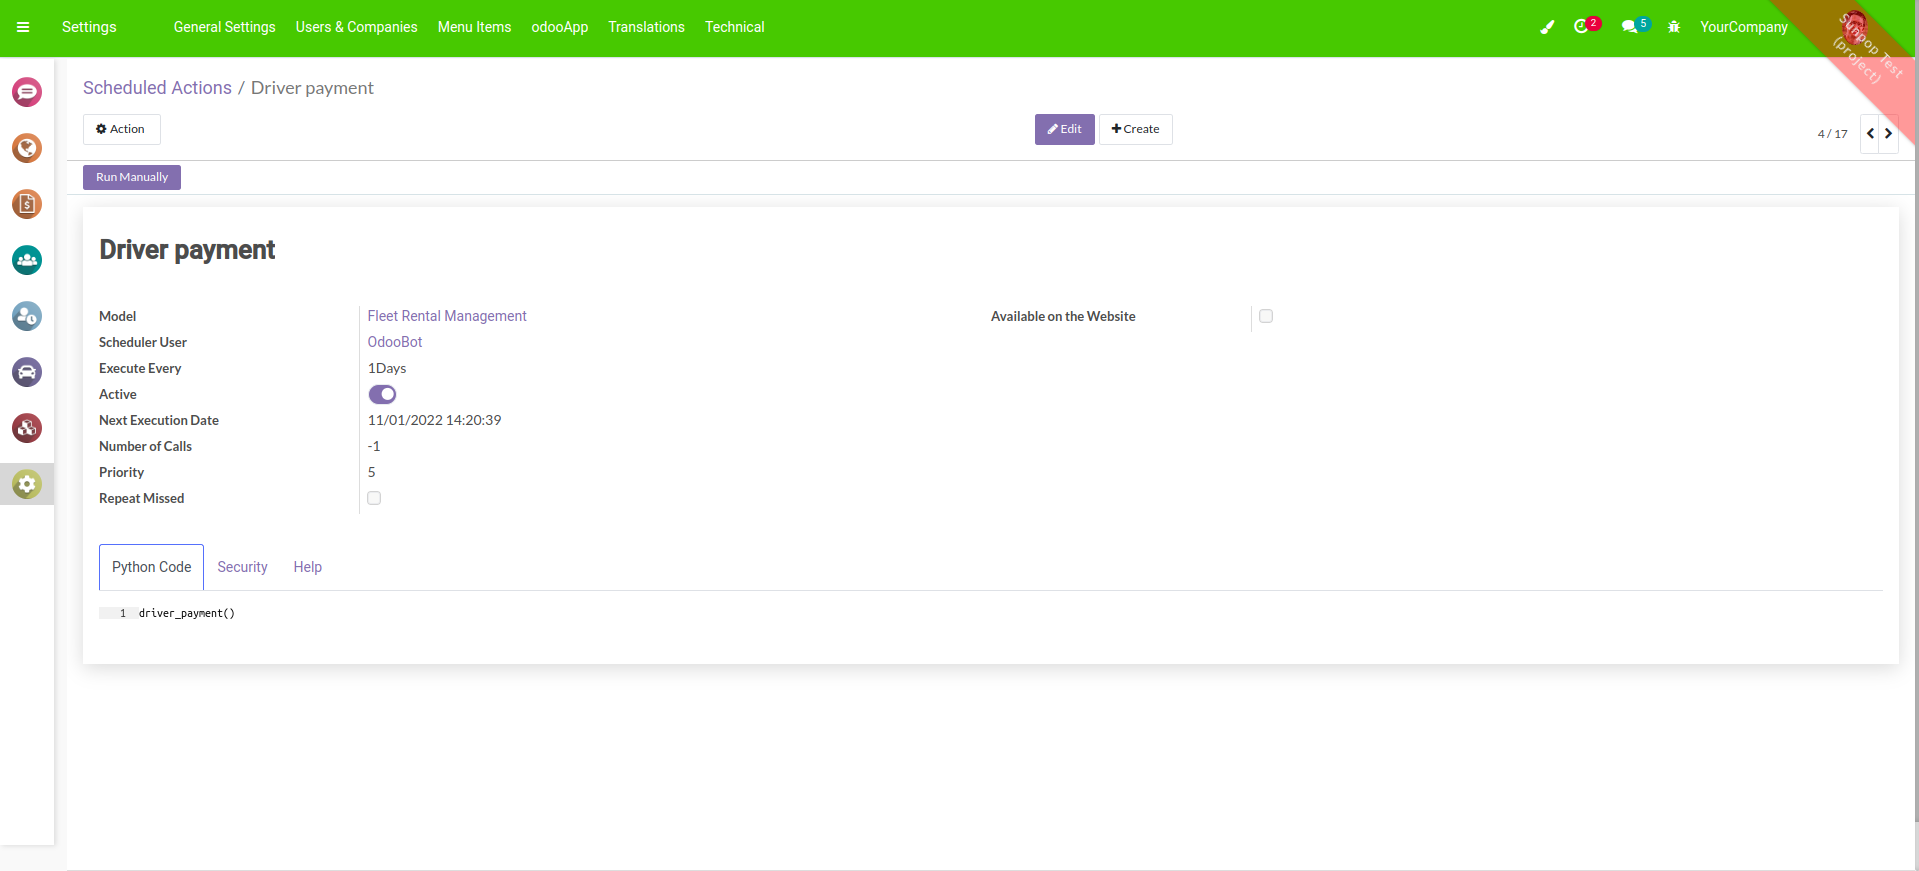 Settings
General Settings
Users & Companies
Menu Items
odooApp
Translations
Technical
2
5
YourCompany
Sunpop Test
(project)
Scheduled Actions / Driver payment
Action
Edit
Create
4 / 17
Run Manually
Driver payment
Model
Fleet Rental Management
Available on the Website
Scheduler User
OdooBot
Execute Every
1Days
Active
Next Execution Date
11/01/2022 14:20:39
Number of Calls
-1
Priority
5
Repeat Missed
Python Code
Security
Help
1 driver_payment()